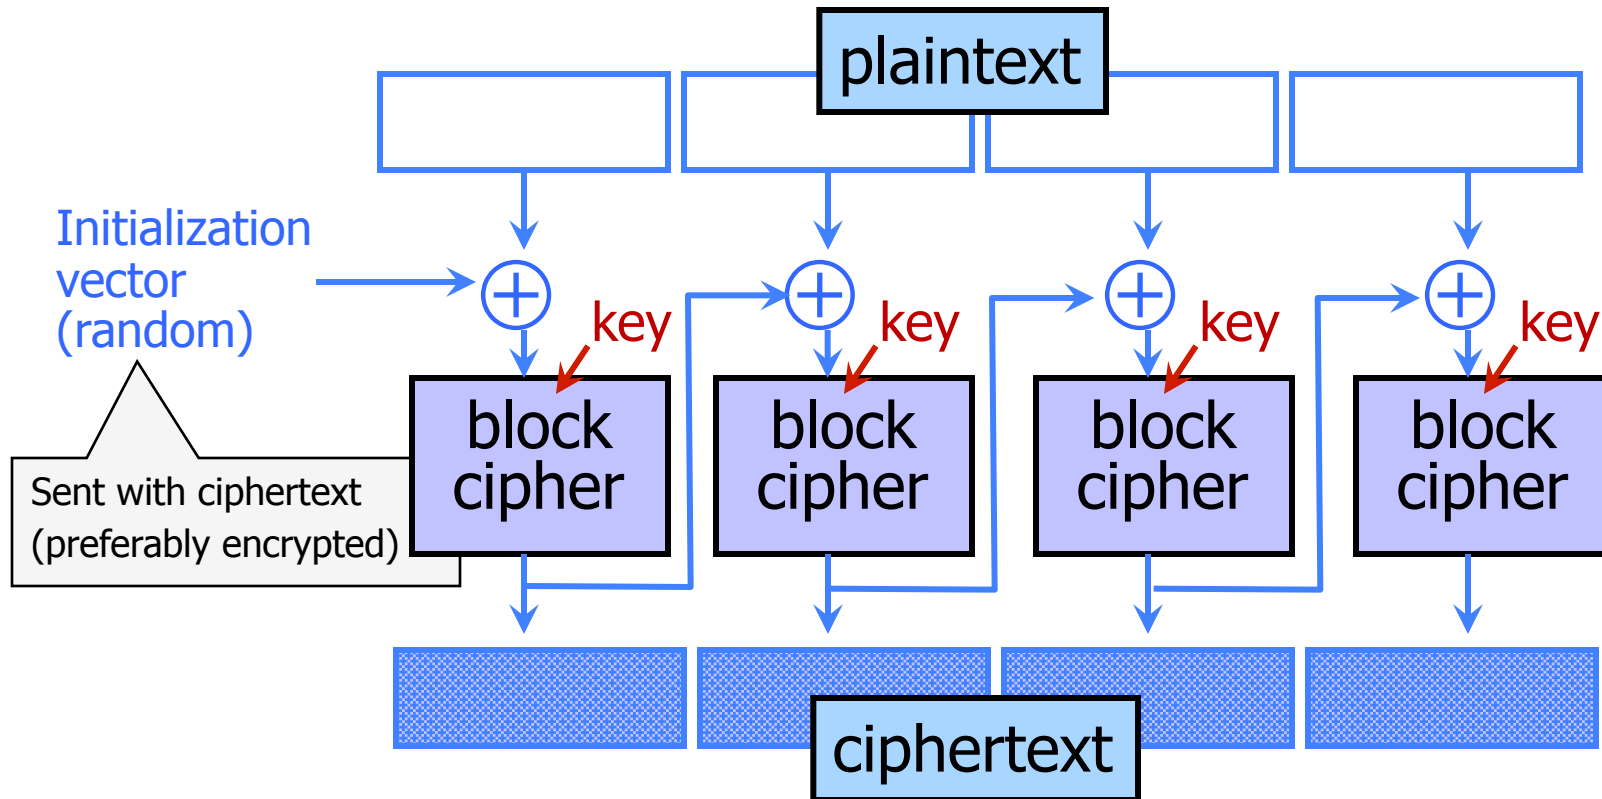 plaintext
Initialization
vector
(random)
key
key
key
key
block
cipher
block
cipher
block
cipher
block
cipher
Sent with ciphertext
(preferably encrypted)
ciphertext